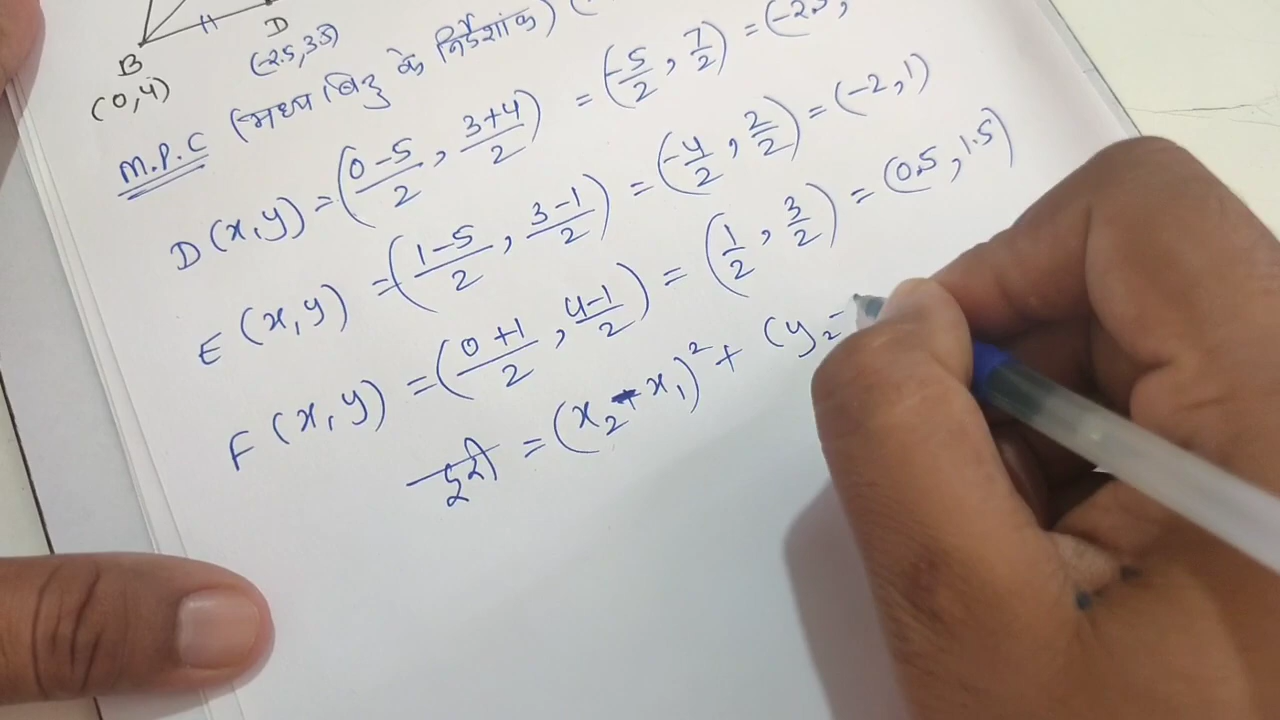 B
D
(0,4)
(-2.5,3.5)
M.P.C (मध्य बिंदु के निर्देशांक)
D(x,y) = (0-5/2, 3+4/2) = (-5/2, 7/2) = (-2.5,
E(x,y) = (1-5/2, 3-1/2) = (-4/2, 2/2) = (-2,1)
F(x,y) = (0+1/2, 4-1/2) = (1/2, 3/2) = (0.5,1.5)
दूरी = (x₂-x₁)² + (y₂-